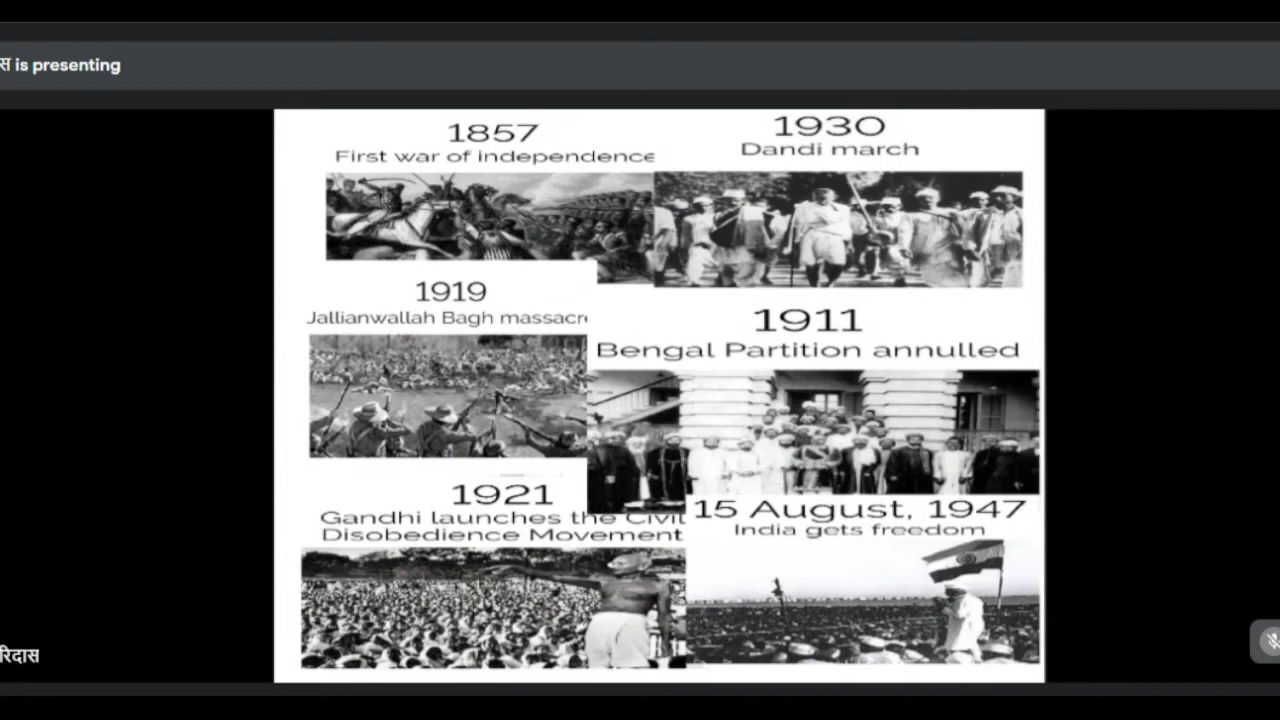 स is presenting
1857
First war of independence
1930
Dandi march
1919
Jallianwallah Bagh massacre
1911
Bengal Partition annulled
1921
Gandhi launches the Civil
Disobedience Movement
15 August, 1947
India gets freedom
रिदास